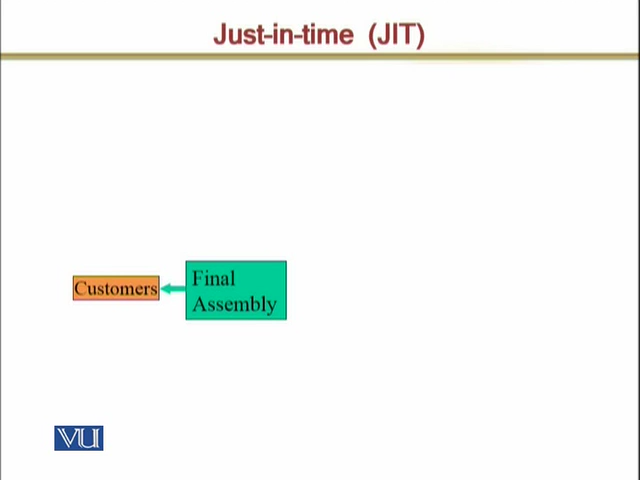 Just-in-time (JIT)
Customers
Final
Assembly
VU